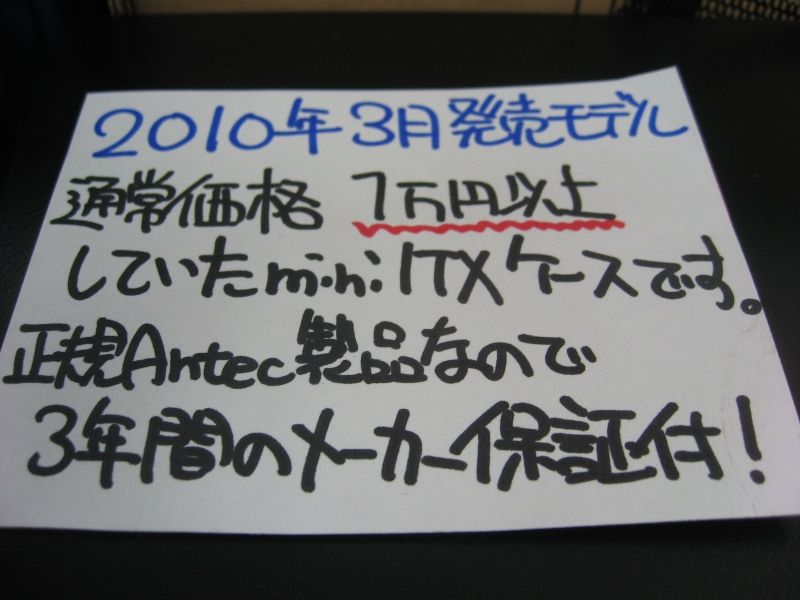 2010年3月発売モデル
通常価格 1万円以上
していたmini ITXケースです。
正規Antec製品なので
3年間のメーカー保証付!